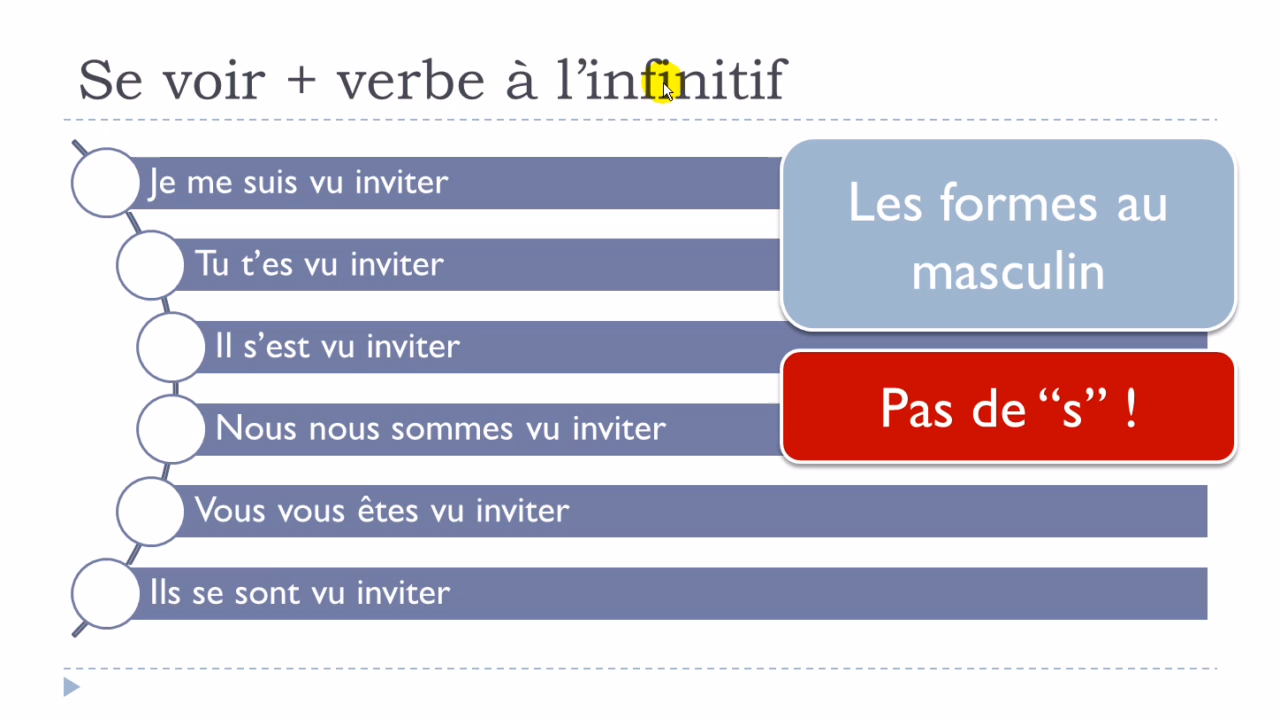 Se voir + verbe à l’infinitif
Je me suis vu inviter
Tu t’es vu inviter
Il s’est vu inviter
Nous nous sommes vu inviter
Vous vous êtes vu inviter
Ils se sont vu inviter
Les formes au
masculin
Pas de “s” !